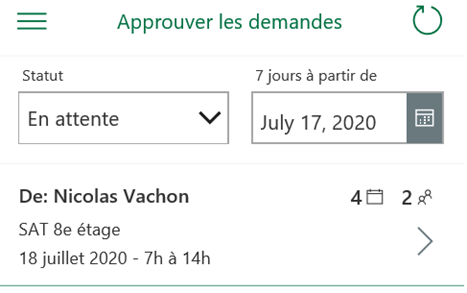 Approuver les demandes
Statut
7 jours à partir de
En attente
July 17, 2020
De: Nicolas Vachon
4
2
SAT 8e étage
18 juillet 2020 - 7h à 14h